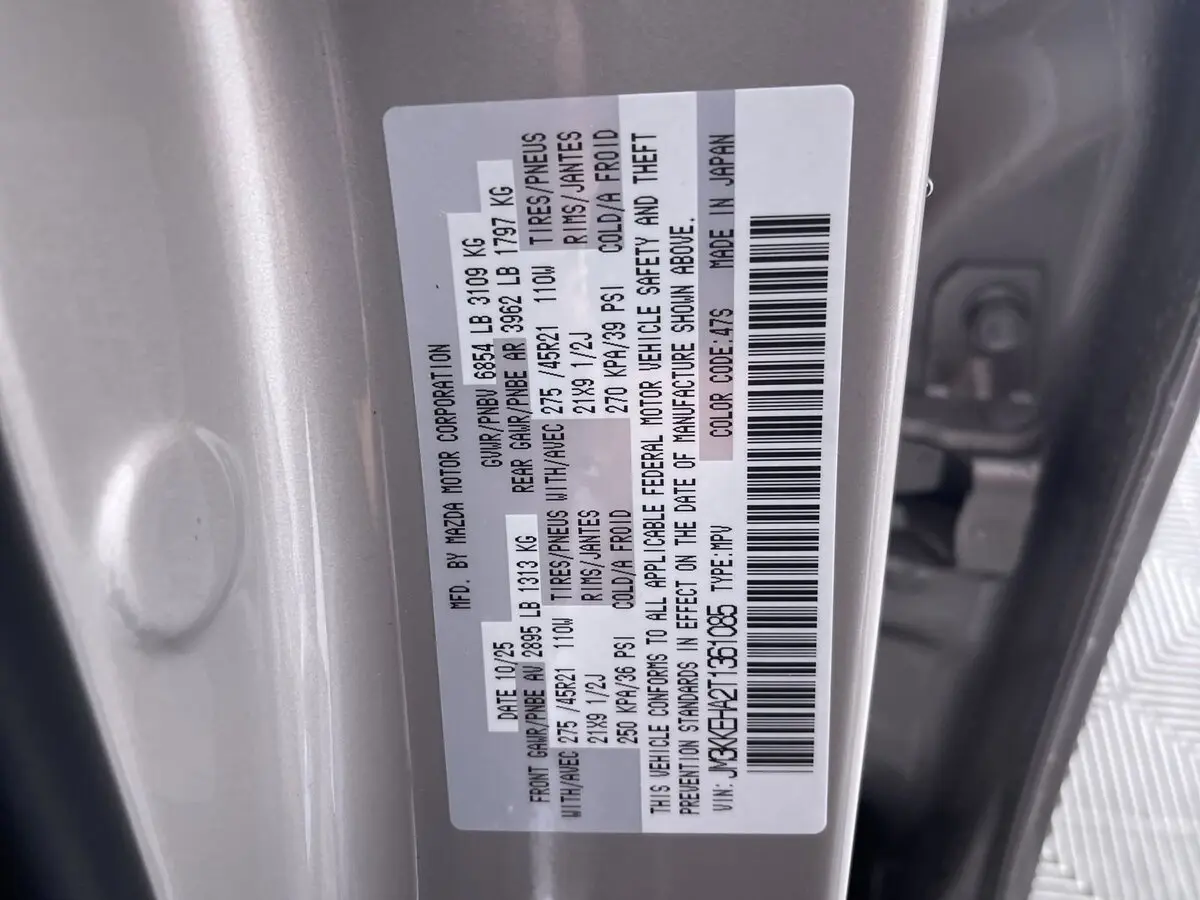 MFD. BY MAZDA MOTOR CORPORATION
DATE 10/25 GVWR/PNBV 6854 LB 3109 KG
FRONT GAWR/PNBE AV 2895 LB 1313 KG REAR GAWR/PNBE AR 3962 LB 1797 KG
WITH/AVEC 275 /45R21 110W TIRES/PNEUS WITH/AVEC 275 /45R21 110W TIRES/PNEUS
21X9 1/2J RIMS/JANTES 21X9 1/2J RIMS/JANTES
250 KPA/36 PSI COLD/A FROID 270 KPA/39 PSI COLD/A FROID
THIS VEHICLE CONFORMS TO ALL APPLICABLE FEDERAL MOTOR VEHICLE SAFETY AND THEFT
PREVENTION STANDARDS IN EFFECT ON THE DATE OF MANUFACTURE SHOWN ABOVE.
VIN: JM3KKEHA2T1361085 TYPE:MPV COLOR CODE:47S MADE IN JAPAN